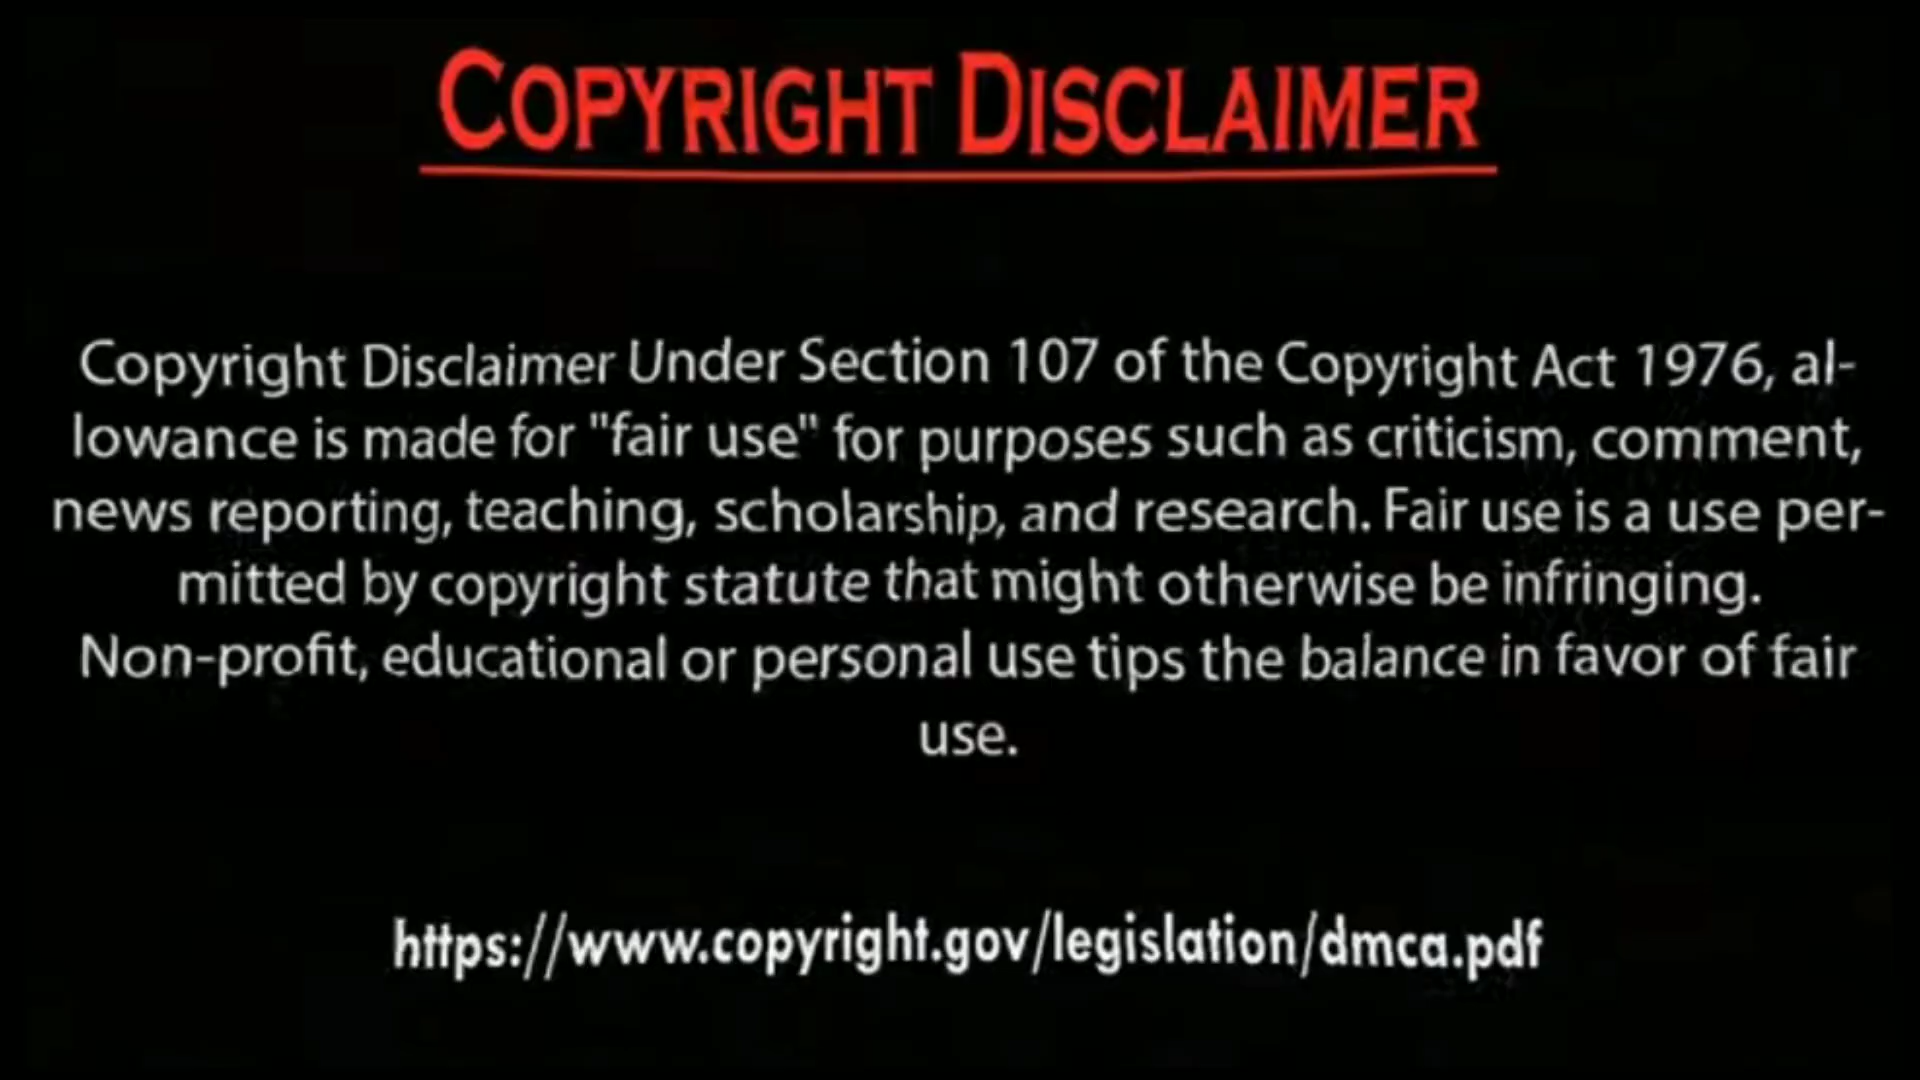 COPYRIGHT DISCLAIMER
Copyright Disclaimer Under Section 107 of the Copyright Act 1976, al-
lowance is made for "fair use" for purposes such as criticism, comment,
news reporting, teaching, scholarship, and research. Fair use is a use per-
mitted by copyright statute that might otherwise be infringing.
Non-profit, educational or personal use tips the balance in favor of fair
use.
https://www.copyright.gov/legislation/dmca.pdf